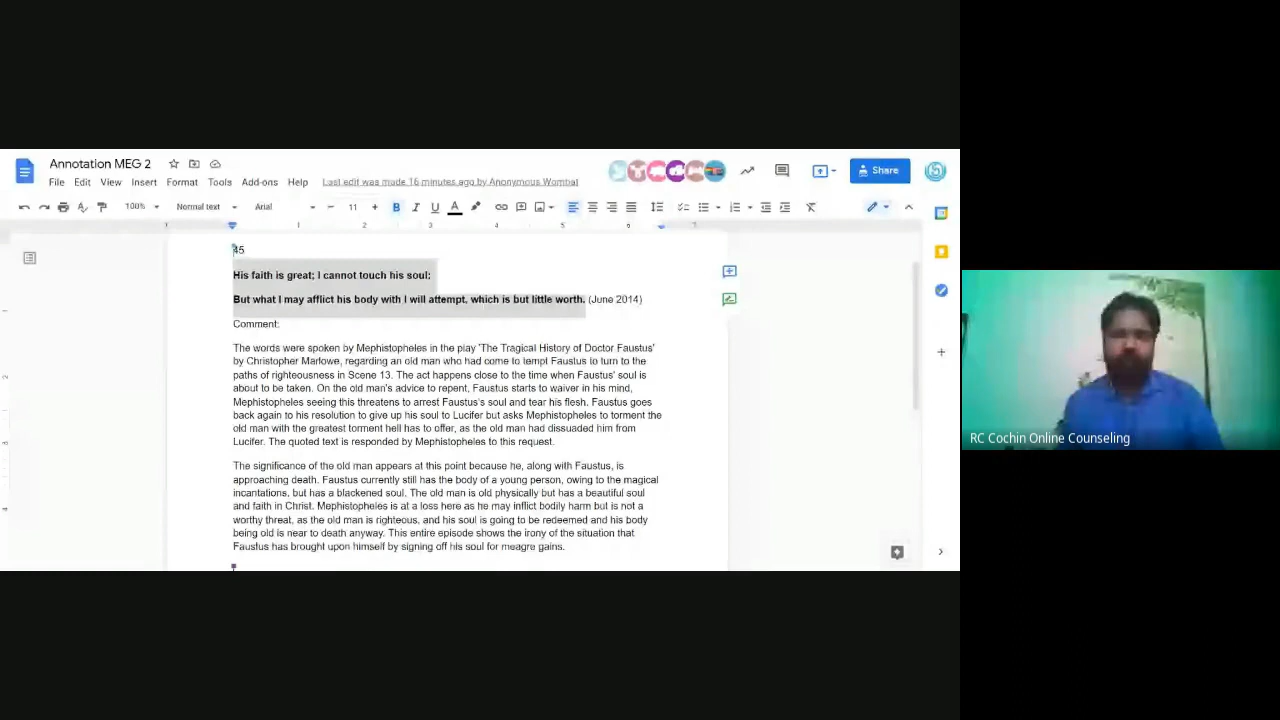 Annotation MEG 2
File Edit View Insert Format Tools Add-ons Help Last edit was made 16 minutes ago by Anonymous Wombat
Share
100% Normal text Arial 11 B I U A
1 1 2 3 4 5 6 7
45
His faith is great; I cannot touch his soul;
But what I may afflict his body with I will attempt, which is but little worth. (June 2014)
Comment:
The words were spoken by Mephistopheles in the play 'The Tragical History of Doctor Faustus'
by Christopher Marlowe, regarding an old man who had come to tempt Faustus to turn to the
paths of righteousness in Scene 13. The act happens close to the time when Faustus' soul is
about to be taken. On the old man's advice to repent, Faustus starts to waiver in his mind,
Mephistopheles seeing this threatens to arrest Faustus's soul and tear his flesh. Faustus goes
back again to his resolution to give up his soul to Lucifer but asks Mephistopheles to torment the
old man with the greatest torment hell has to offer, as the old man had dissuaded him from
Lucifer. The quoted text is responded by Mephistopheles to this request.
The significance of the old man appears at this point because he, along with Faustus, is
approaching death. Faustus currently still has the body of a young person, owing to the magical
incantations, but has a blackened soul. The old man is old physically but has a beautiful soul
and faith in Christ. Mephistopheles is at a loss here as he may inflict bodily harm but is not a
worthy threat, as the old man is righteous, and his soul is going to be redeemed and his body
being old is near to death anyway. This entire episode shows the irony of the situation that
Faustus has brought upon himself by signing off his soul for meagre gains.
RC Cochin Online Counseling